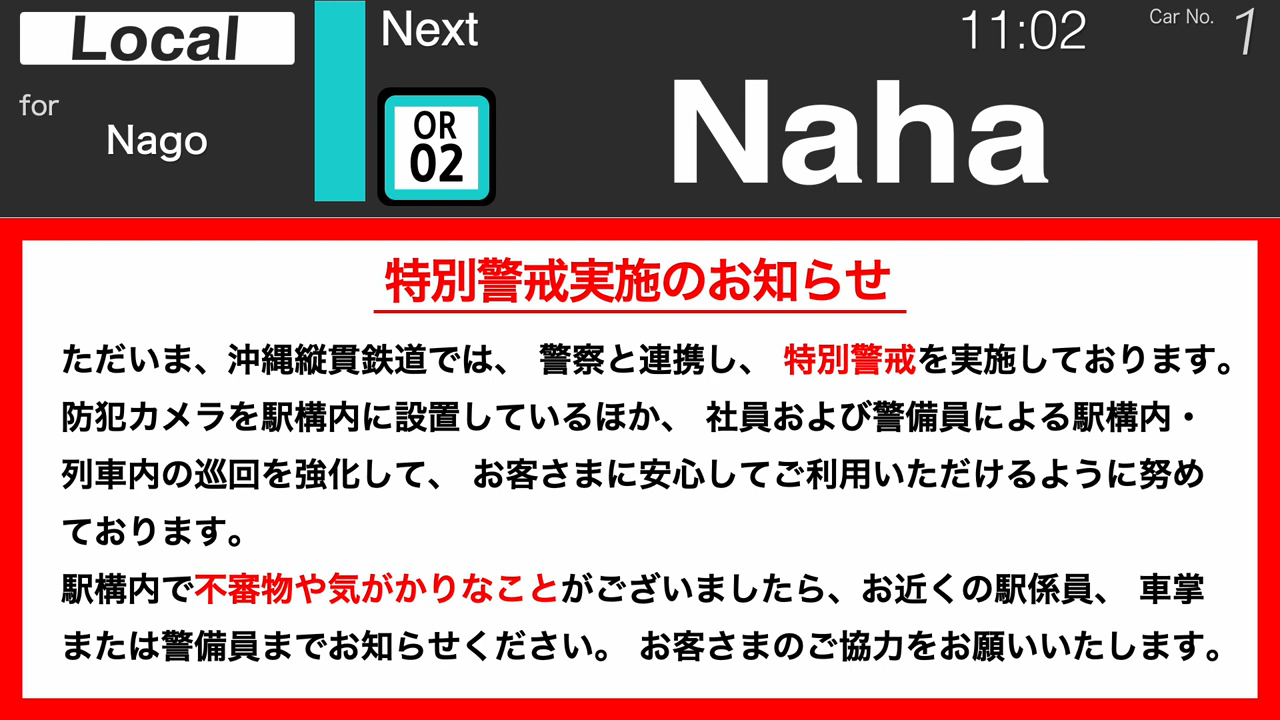 Local
for
Nago
Next
OR
02
Naha
11:02
Car No. 1
特別警戒実施のお知らせ
ただいま、沖縄縦貫鉄道では、 警察と連携し、 特別警戒を実施しております。
防犯カメラを駅構内に設置しているほか、 社員および警備員による駅構内・
列車内の巡回を強化して、 お客さまに安心してご利用いただけるように努め
ております。
駅構内で不審物や気がかりなことがございましたら、お近くの駅係員、 車掌
または警備員までお知らせください。 お客さまのご協力をお願いいたします。